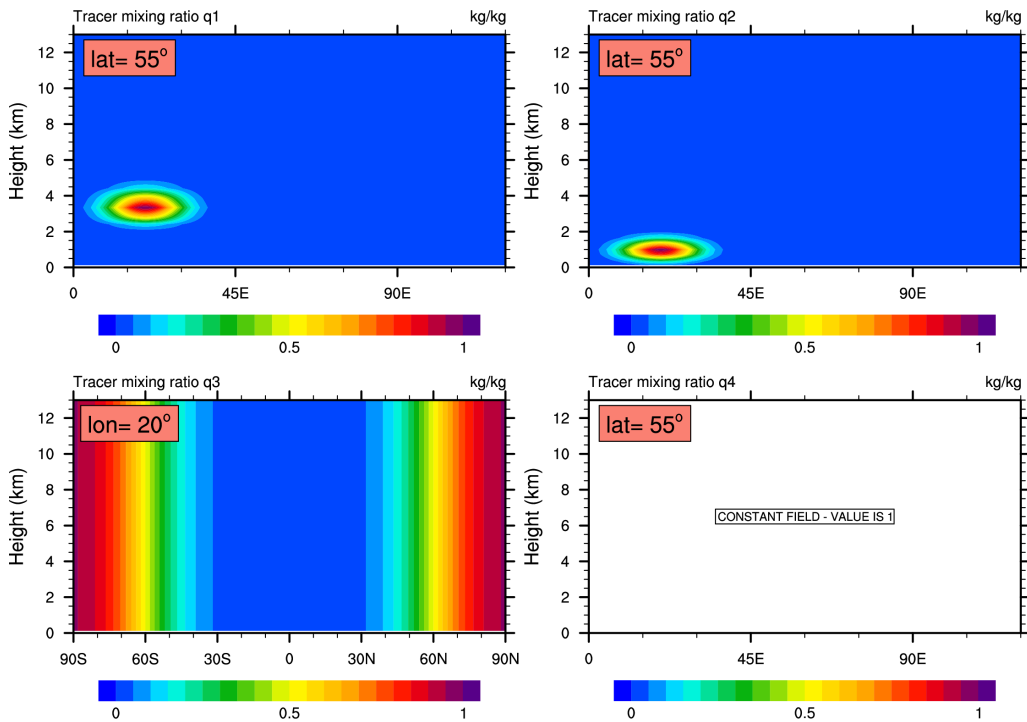 Tracer mixing ratio q1 kg/kg
lat= 55°
12
10
8
6
4
2
0
Height (km)
0 45E 90E
0 0.5 1
Tracer mixing ratio q2 kg/kg
lat= 55°
12
10
8
6
4
2
0
Height (km)
0 45E 90E
0 0.5 1
Tracer mixing ratio q3 kg/kg
lon= 20°
12
10
8
6
4
2
0
Height (km)
90S 60S 30S 0 30N 60N 90N
0 0.5 1
Tracer mixing ratio q4 kg/kg
lat= 55°
12
10
8
6
4
2
0
Height (km)
CONSTANT FIELD - VALUE IS 1
0 45E 90E
0 0.5 1